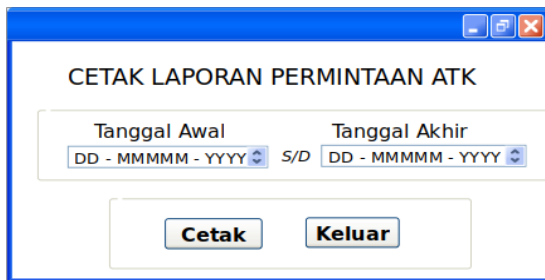 CETAK LAPORAN PERMINTAAN ATK
Tanggal Awal Tanggal Akhir
DD - MMMMM - YYYY S/D DD - MMMMM - YYYY
Cetak Keluar